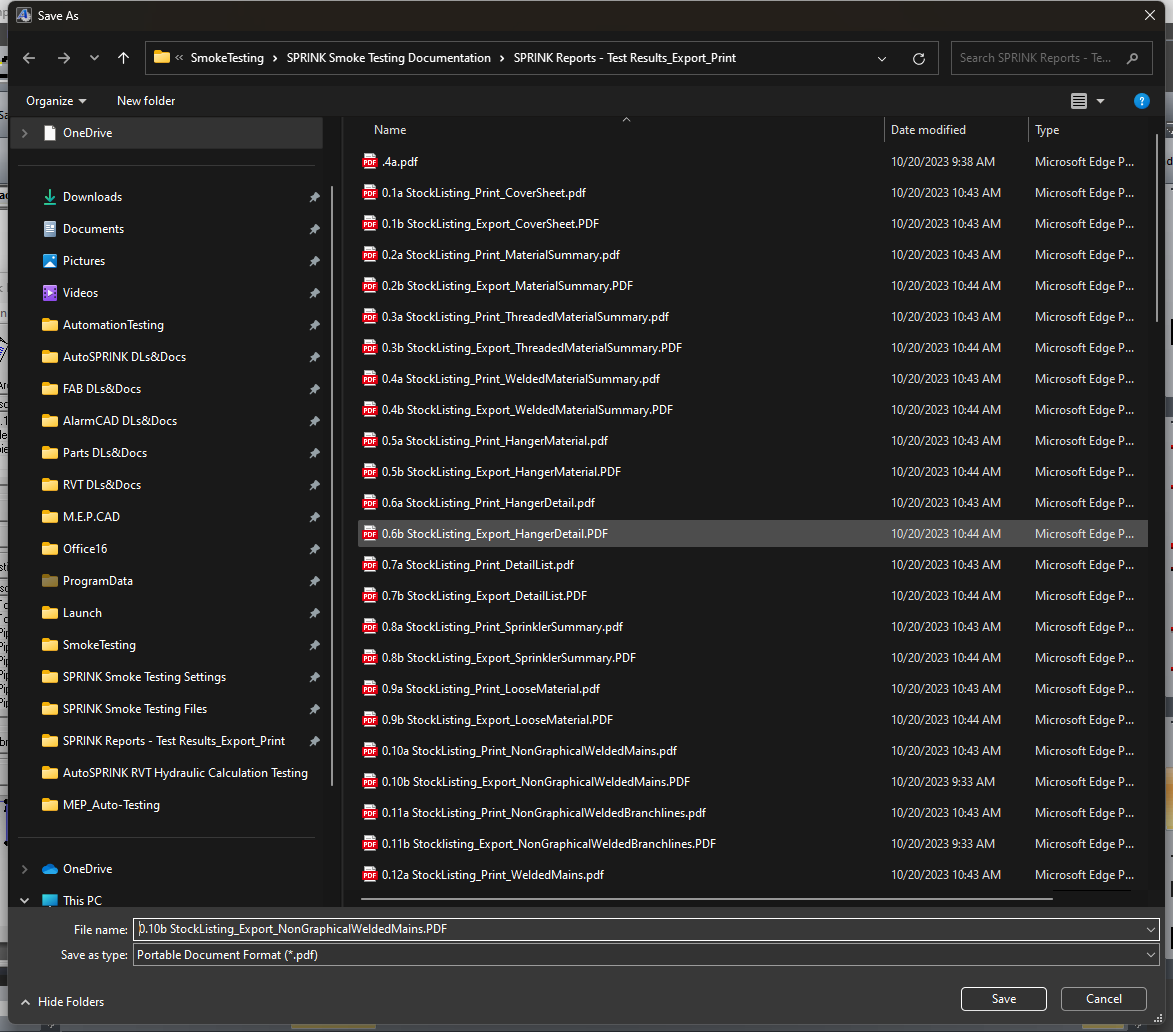 Save As
« SmokeTesting › SPRINK Smoke Testing Documentation › SPRINK Reports - Test Results_Export_Print
Search SPRINK Reports - Te...
Organize
New folder
?
OneDrive
Downloads
Documents
Pictures
Videos
AutomationTesting
AutoSPRINK DLs&Docs
FAB DLs&Docs
AlarmCAD DLs&Docs
Parts DLs&Docs
RVT DLs&Docs
M.E.P.CAD
Office16
ProgramData
Launch
SmokeTesting
SPRINK Smoke Testing Settings
SPRINK Smoke Testing Files
SPRINK Reports - Test Results_Export_Print
AutoSPRINK RVT Hydraulic Calculation Testing
MEP_Auto-Testing
OneDrive
This PC
Name Date modified Type
.4a.pdf 10/20/2023 9:38 AM Microsoft Edge P...
0.1a StockListing_Print_CoverSheet.pdf 10/20/2023 10:43 AM Microsoft Edge P...
0.1b StockListing_Export_CoverSheet.PDF 10/20/2023 10:43 AM Microsoft Edge P...
0.2a StockListing_Print_MaterialSummary.pdf 10/20/2023 10:43 AM Microsoft Edge P...
0.2b StockListing_Export_MaterialSummary.PDF 10/20/2023 10:44 AM Microsoft Edge P...
0.3a StockListing_Print_ThreadedMaterialSummary.pdf 10/20/2023 10:43 AM Microsoft Edge P...
0.3b StockListing_Export_ThreadedMaterialSummary.PDF 10/20/2023 10:44 AM Microsoft Edge P...
0.4a StockListing_Print_WeldedMaterialSummary.pdf 10/20/2023 10:43 AM Microsoft Edge P...
0.4b StockListing_Export_WeldedMaterialSummary.PDF 10/20/2023 10:44 AM Microsoft Edge P...
0.5a StockListing_Print_HangerMaterial.pdf 10/20/2023 10:43 AM Microsoft Edge P...
0.5b StockListing_Export_HangerMaterial.PDF 10/20/2023 10:44 AM Microsoft Edge P...
0.6a StockListing_Print_HangerDetail.pdf 10/20/2023 10:43 AM Microsoft Edge P...
0.6b StockListing_Export_HangerDetail.PDF 10/20/2023 10:44 AM Microsoft Edge P...
0.7a StockListing_Print_DetailList.pdf 10/20/2023 10:43 AM Microsoft Edge P...
0.7b StockListing_Export_DetailList.PDF 10/20/2023 10:44 AM Microsoft Edge P...
0.8a StockListing_Print_SprinklerSummary.pdf 10/20/2023 10:43 AM Microsoft Edge P...
0.8b StockListing_Export_SprinklerSummary.PDF 10/20/2023 10:44 AM Microsoft Edge P...
0.9a StockListing_Print_LooseMaterial.pdf 10/20/2023 10:43 AM Microsoft Edge P...
0.9b StockListing_Export_LooseMaterial.PDF 10/20/2023 10:44 AM Microsoft Edge P...
0.10a StockListing_Print_NonGraphicalWeldedMains.pdf 10/20/2023 10:43 AM Microsoft Edge P...
0.10b StockListing_Export_NonGraphicalWeldedMains.PDF 10/20/2023 9:33 AM Microsoft Edge P...
0.11a StockListing_Print_NonGraphicalWeldedBranchlines.pdf 10/20/2023 10:43 AM Microsoft Edge P...
0.11b Stocklisting_Export_NonGraphicalWeldedBranchlines.PDF 10/20/2023 9:33 AM Microsoft Edge P...
0.12a StockListing_Print_WeldedMains.pdf 10/20/2023 10:43 AM Microsoft Edge P...
File name: 0.10b StockListing_Export_NonGraphicalWeldedMains.PDF
Save as type: Portable Document Format (*.pdf)
Hide Folders
Save
Cancel